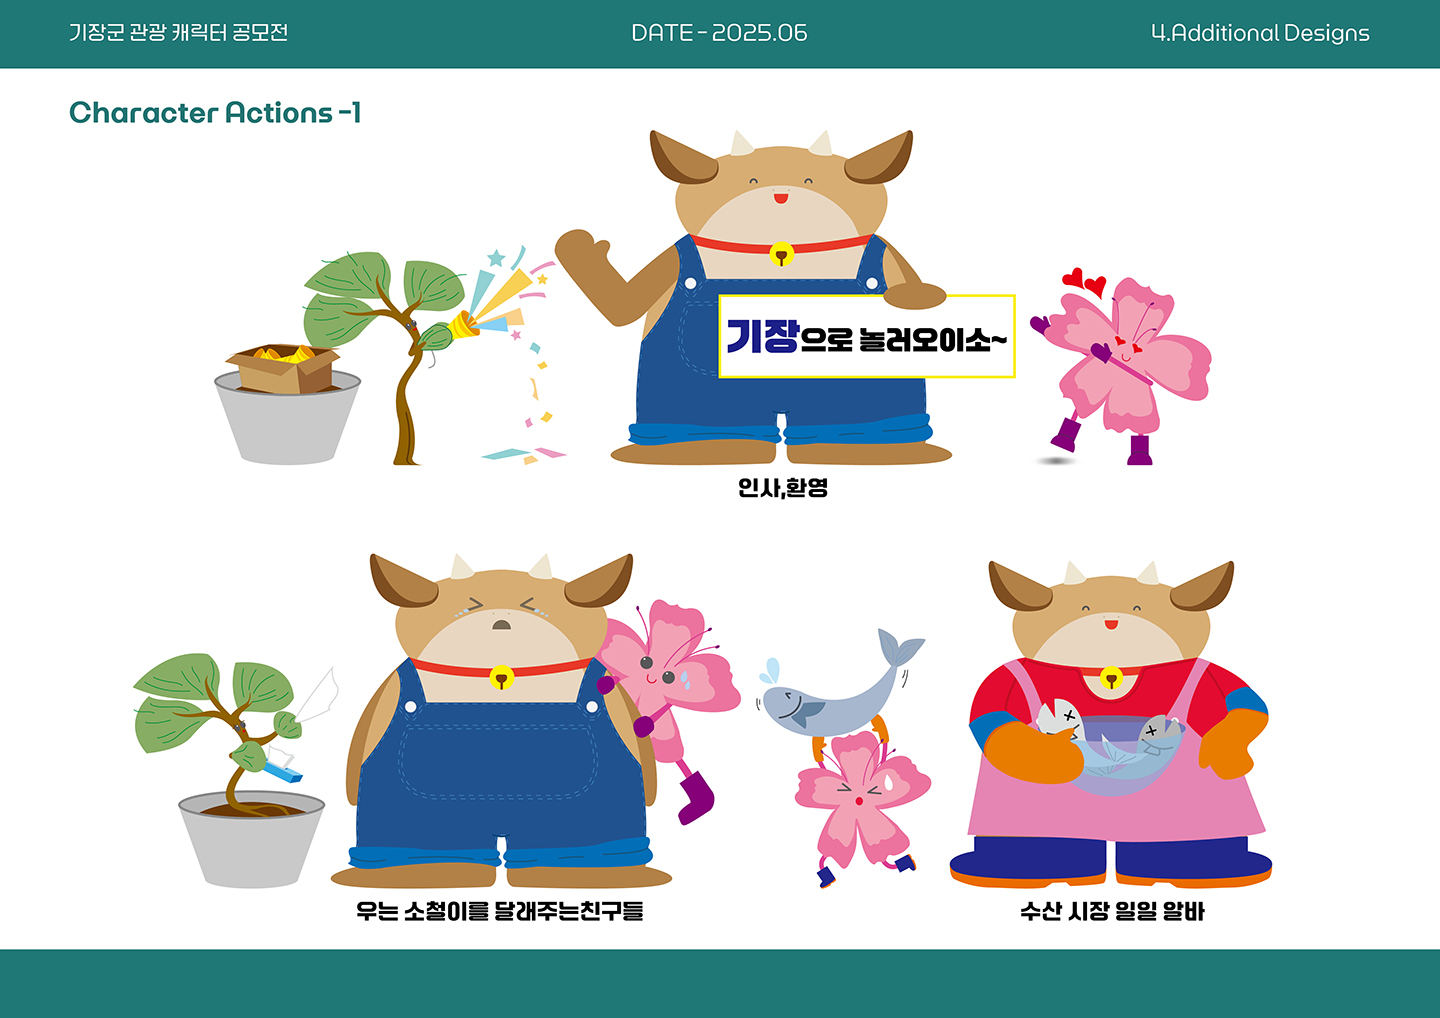 기장군 관광 캐릭터 공모전
DATE - 2025.06
4.Additional Designs
Character Actions -1
기장으로 놀러오이소~
인사,환영
우는 소철이를 달래주는친구들
수산 시장 일일 알바